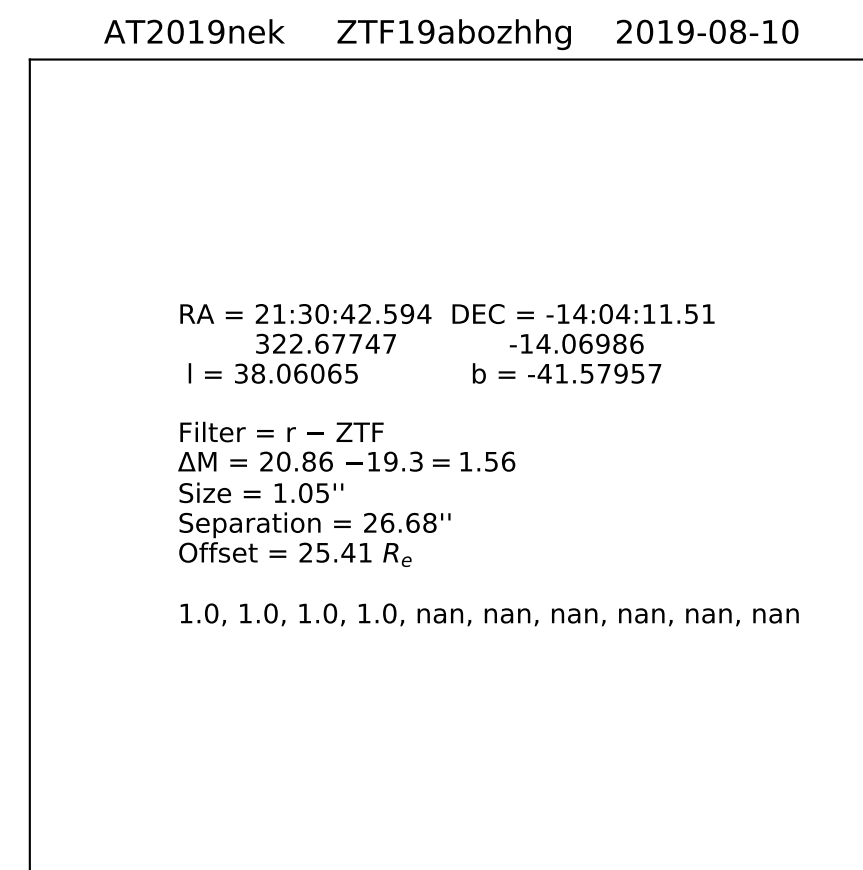 AT2019nek ZTF19abozhhg 2019-08-10
RA = 21:30:42.594 DEC = -14:04:11.51
322.67747 -14.06986
l = 38.06065 b = -41.57957
Filter = r − ZTF
ΔM = 20.86 −19.3 = 1.56
Size = 1.05''
Separation = 26.68''
Offset = 25.41 Rₑ
1.0, 1.0, 1.0, 1.0, nan, nan, nan, nan, nan, nan